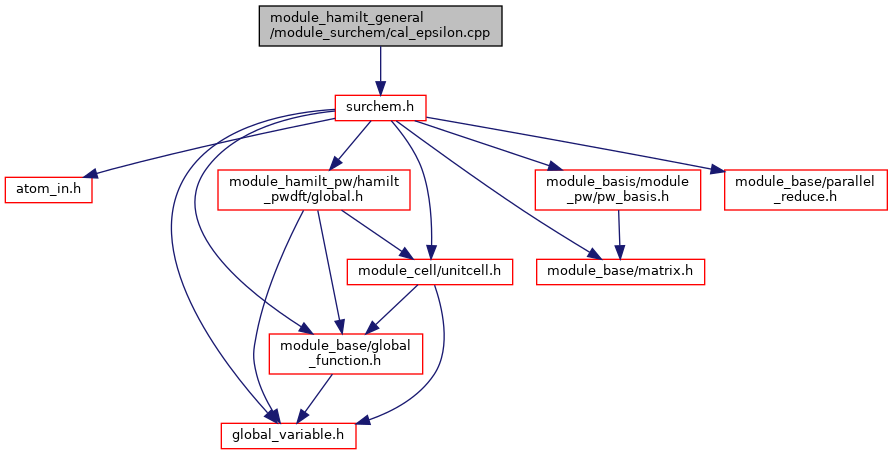 module_hamilt_general
/module_surchem/cal_epsilon.cpp
surchem.h
atom_in.h
module_hamilt_pw/hamilt
_pwdft/global.h
module_basis/module
_pw/pw_basis.h
module_base/parallel
_reduce.h
module_cell/unitcell.h
module_base/matrix.h
module_base/global
_function.h
global_variable.h